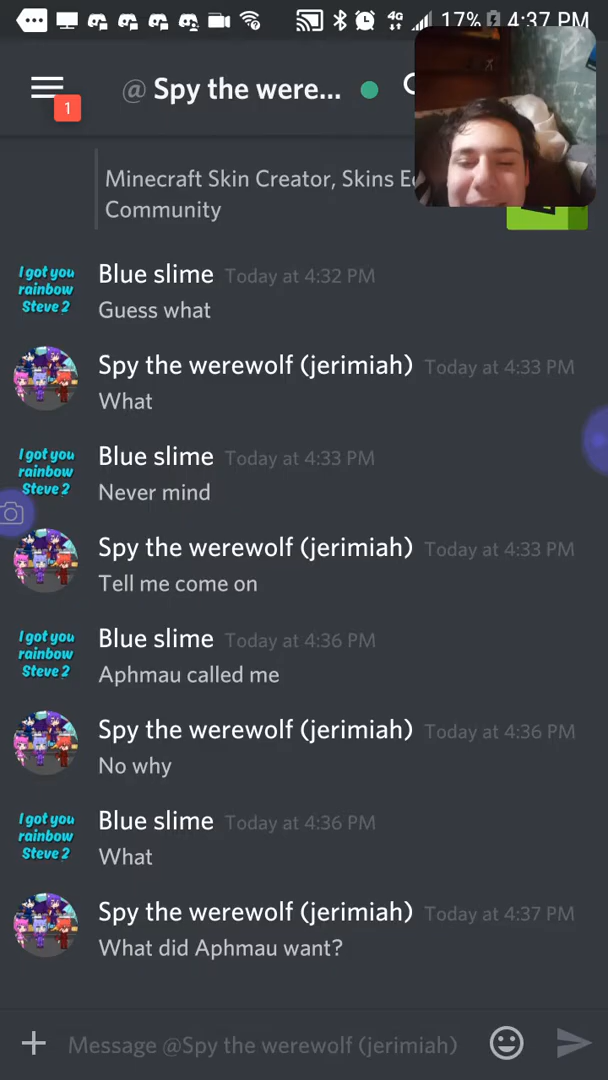 4G 17% 4:37 PM
@ Spy the were...
1
Minecraft Skin Creator, Skins E
Community
I got you
rainbow
Steve 2
Blue slime Today at 4:32 PM
Guess what
Spy the werewolf (jerimiah) Today at 4:33 PM
What
I got you
rainbow
Steve 2
Blue slime Today at 4:33 PM
Never mind
Spy the werewolf (jerimiah) Today at 4:33 PM
Tell me come on
I got you
rainbow
Steve 2
Blue slime Today at 4:36 PM
Aphmau called me
Spy the werewolf (jerimiah) Today at 4:36 PM
No why
I got you
rainbow
Steve 2
Blue slime Today at 4:36 PM
What
Spy the werewolf (jerimiah) Today at 4:37 PM
What did Aphmau want?
Message @Spy the werewolf (jerimiah)